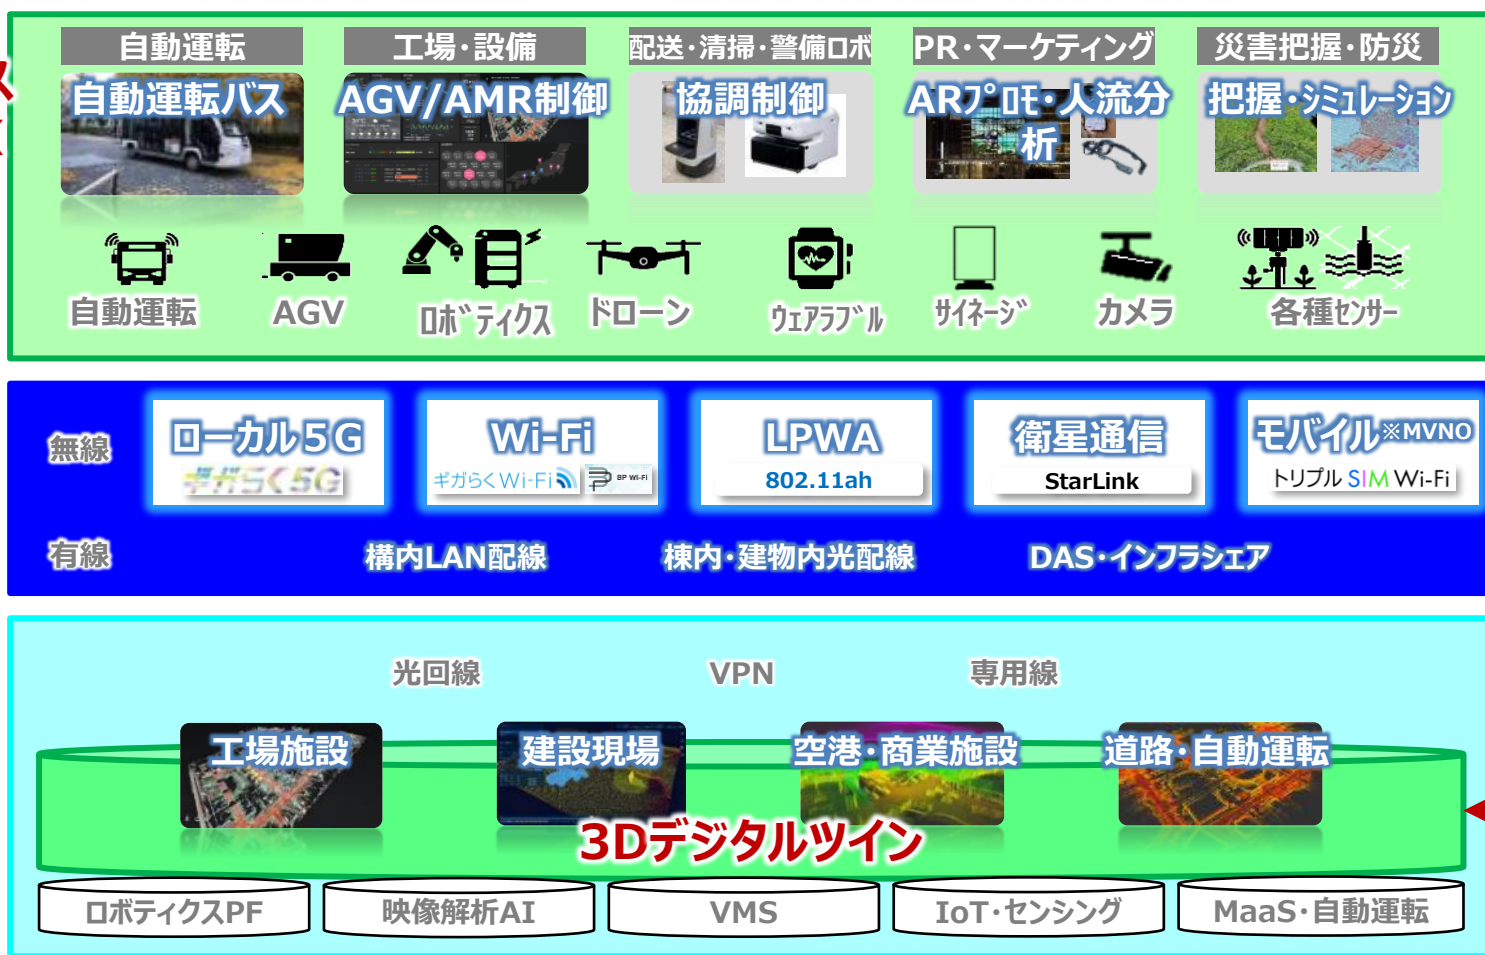 自動運転
工場・設備
配送・清掃・警備ロボ
PR・マーケティング
災害把握・防災
ス
自動運転バス
AGV/AMR制御
協調制御
ARﾌﾟﾛﾓ・人流分
析
把握・ｼﾐｭﾚｰｼｮﾝ
自動運転
AGV
ﾛﾎﾞﾃｨｸｽ
ドローン
ｳｪｱﾗﾌﾞﾙ
ｻｲﾈｰｼﾞ
カメラ
各種ｾﾝｻｰ
無線
ローカル５G
ギガらく5G
Wi-Fi
ギガらくWi-Fi
BP WI-FI
LPWA
802.11ah
衛星通信
StarLink
モバイル※MVNO
トリプル SIM Wi-Fi
有線
構内LAN配線
棟内・建物内光配線
DAS・インフラシェア
光回線
VPN
専用線
工場施設
建設現場
空港・商業施設
道路・自動運転
3Dデジタルツイン
ロボティクスPF
映像解析AI
VMS
IoT・センシング
MaaS・自動運転